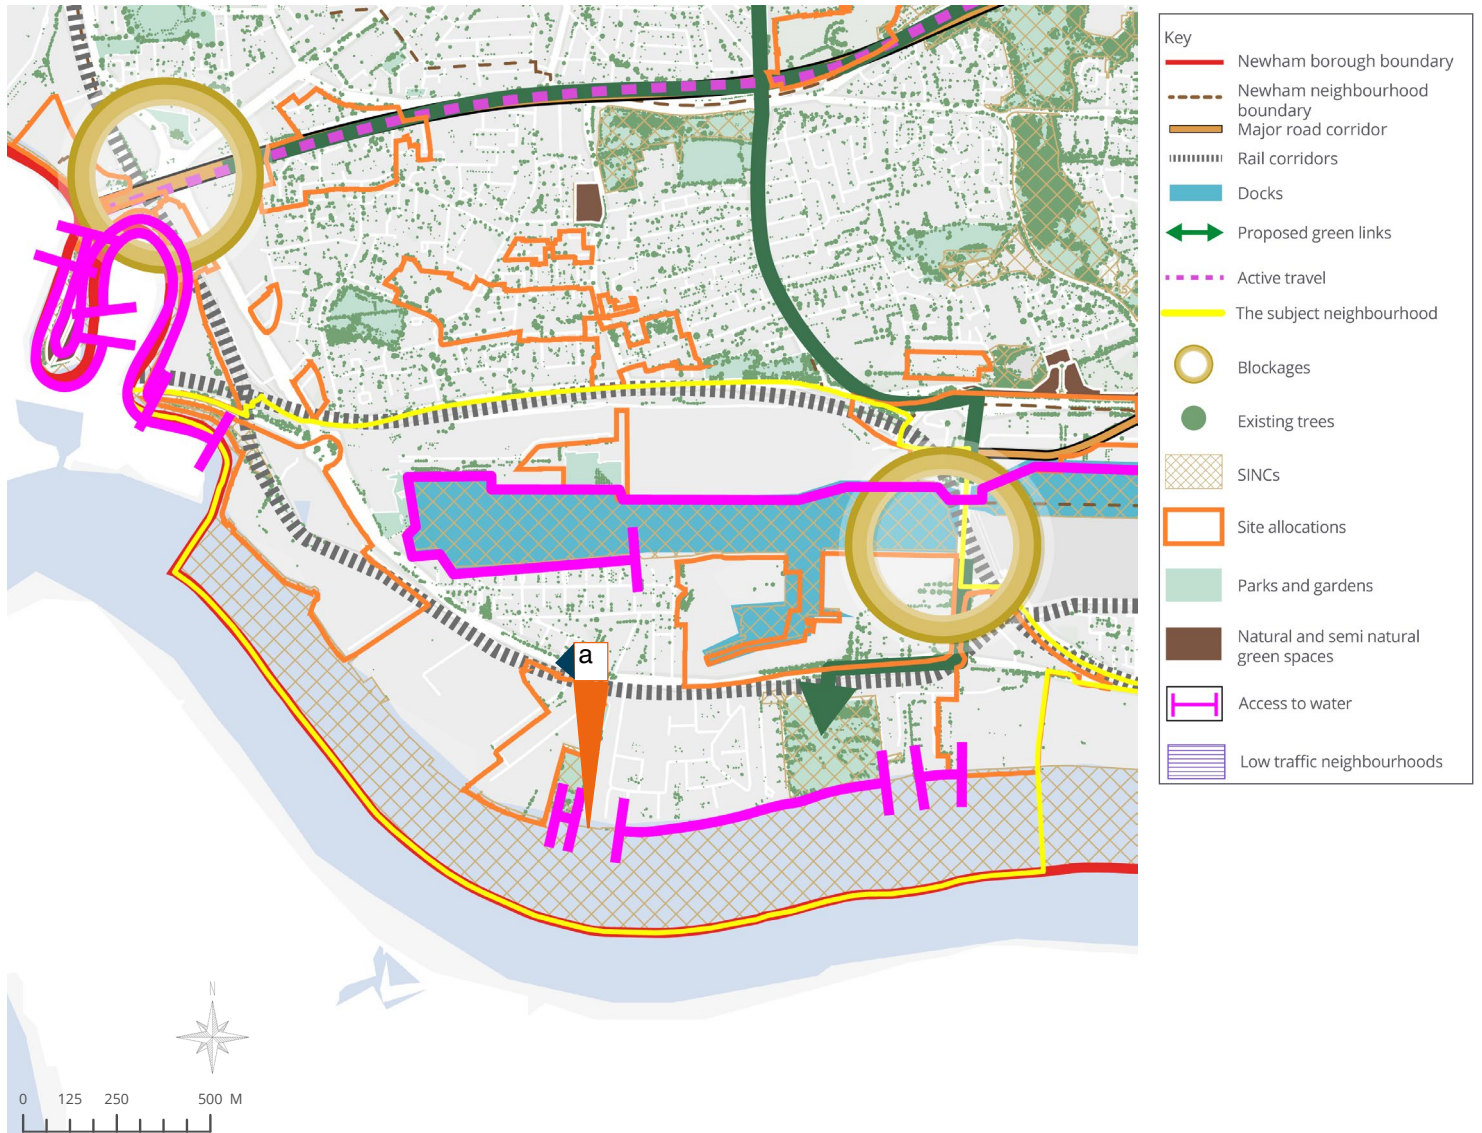 Key
Newham borough boundary
Newham neighbourhood
boundary
Major road corridor
Rail corridors
Docks
Proposed green links
Active travel
The subject neighbourhood
Blockages
Existing trees
SINCs
Site allocations
Parks and gardens
Natural and semi natural
green spaces
Access to water
Low traffic neighbourhoods
a
N
0 125 250 500 M